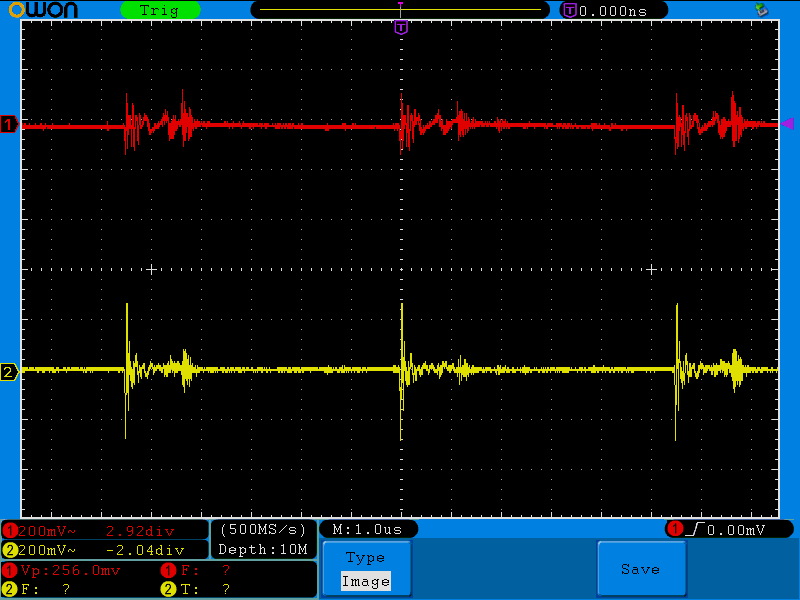 OWON Trig T 0.000ns
T
1
2
1 200mV~ 2.92div (500MS/s) M:1.0us 1 0.00mV
2 200mV~ -2.04div Depth:10M
1 Vp:256.0mv 1 F: ?
2 F: ? 2 T: ?
Type
Image
Save